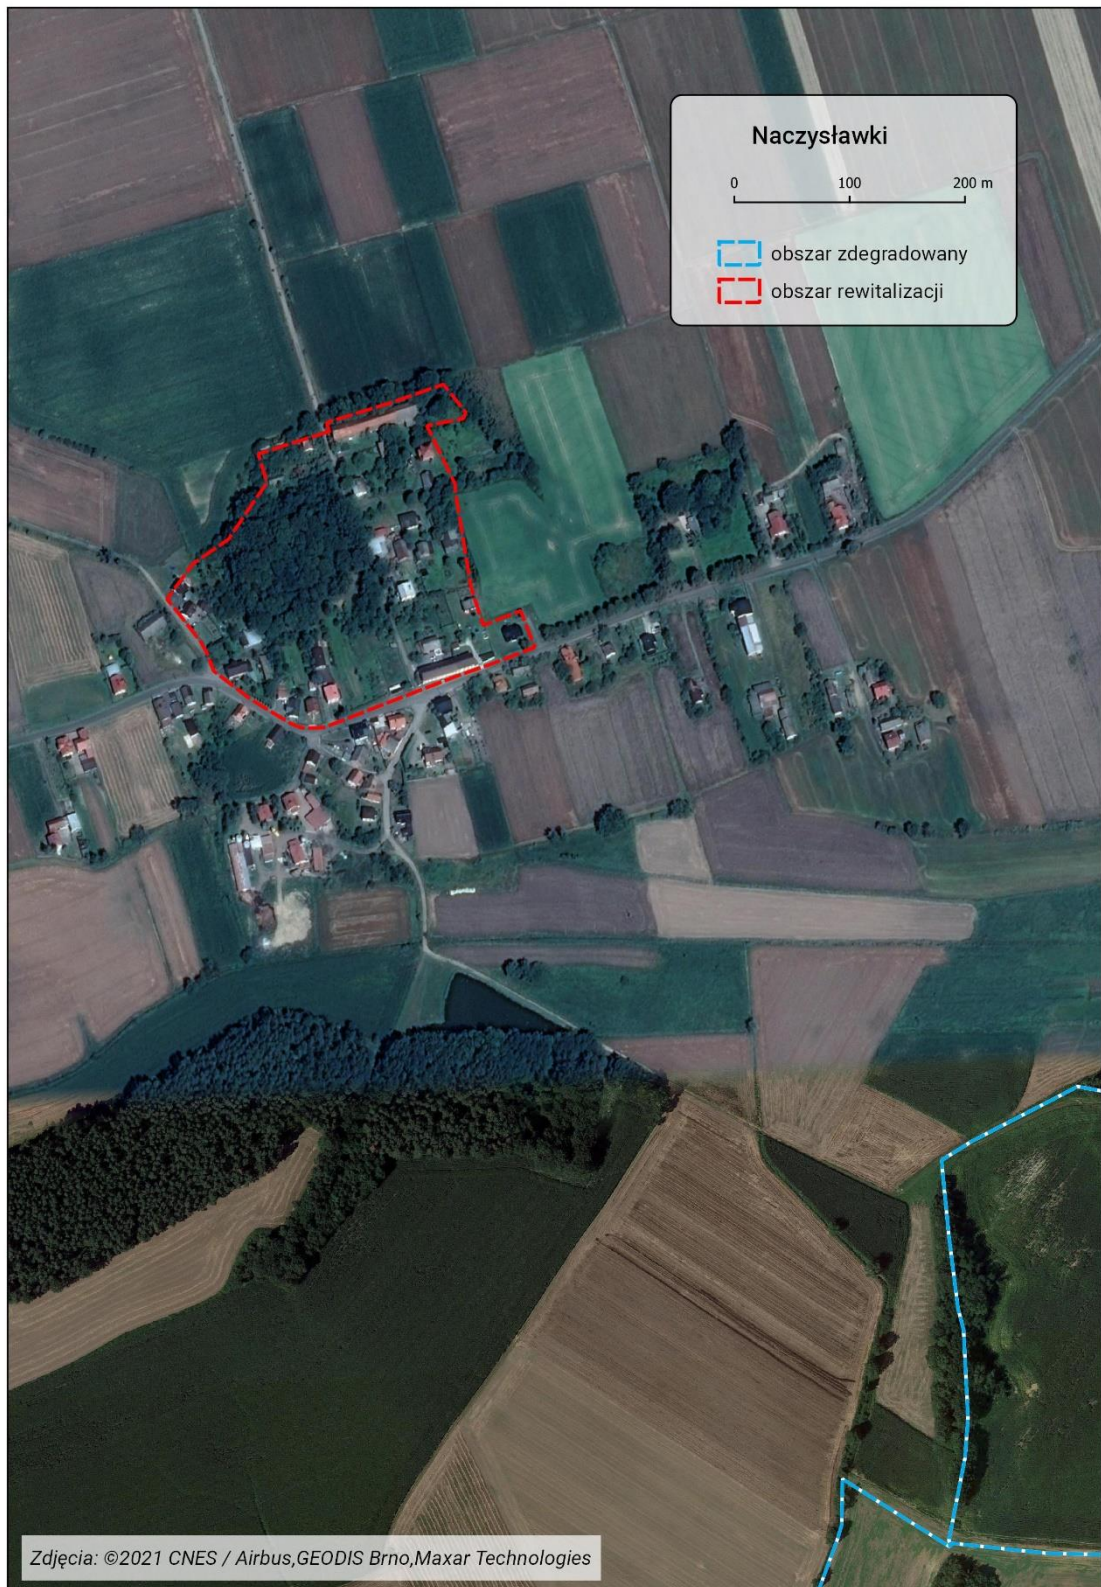 Naczysławki
0 100 200 m
obszar zdegradowany
obszar rewitalizacji
Zdjęcia: ©2021 CNES / Airbus,GEODIS Brno,Maxar Technologies